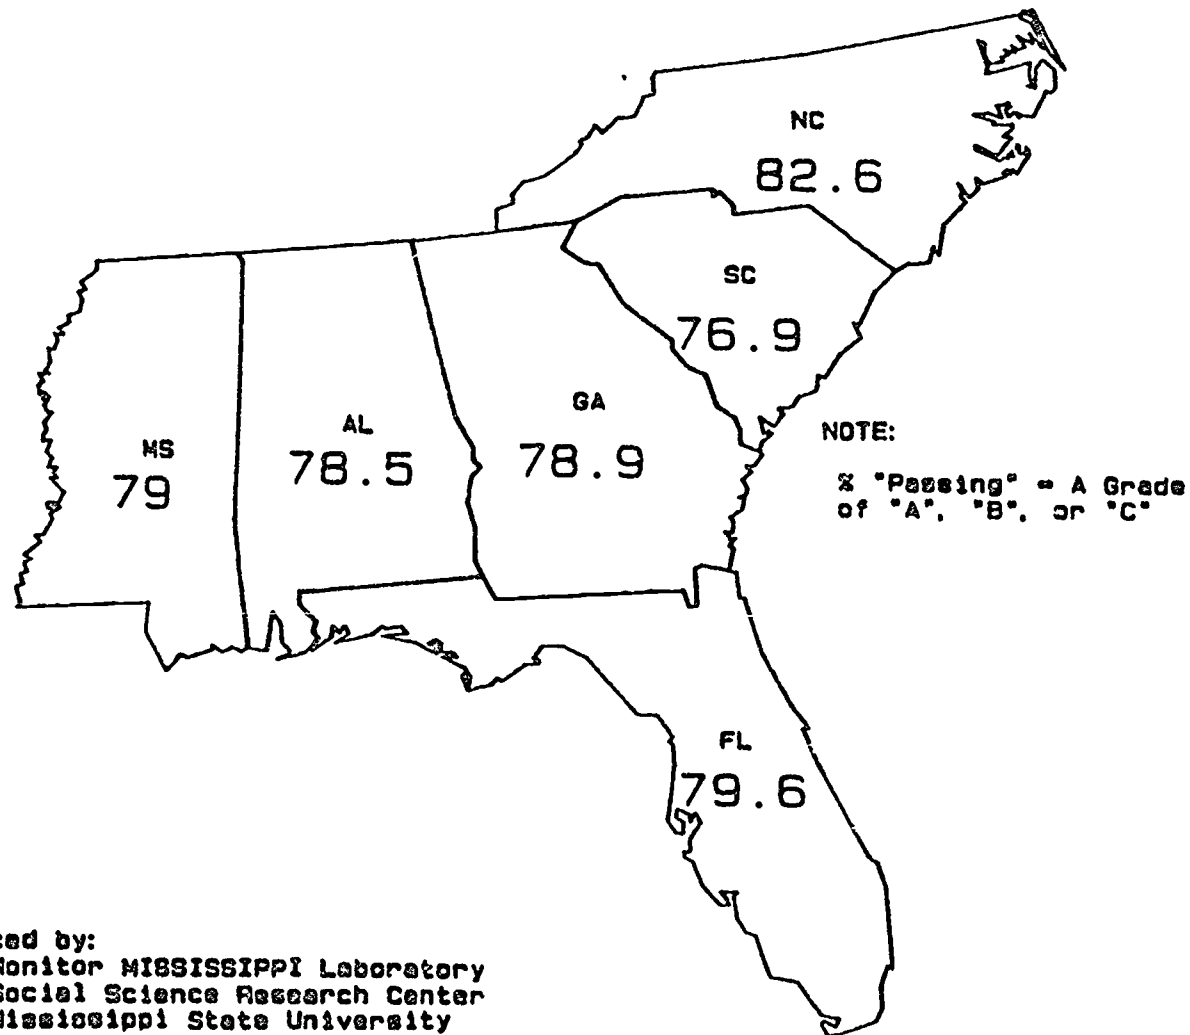 NC
82.6
SC
76.9
GA
78.9
AL
78.5
MS
79
NOTE:
% "Passing" = A Grade
of "A", "B", or "C"
FL
79.6
ced by:
Monitor MISSISSIPPI Laboratory
Social Science Research Center
Mississippi State University